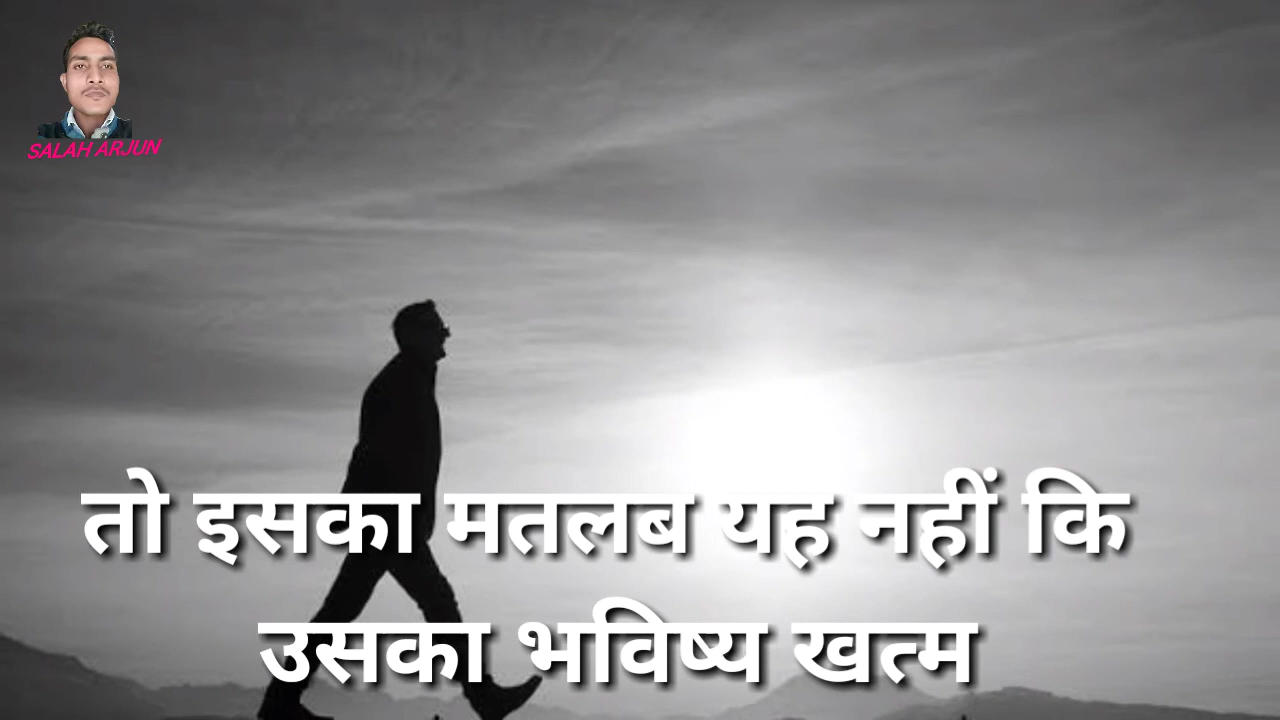 SALAH ARJUN
तो इसका मतलब यह नहीं कि
उसका भविष्य खत्म